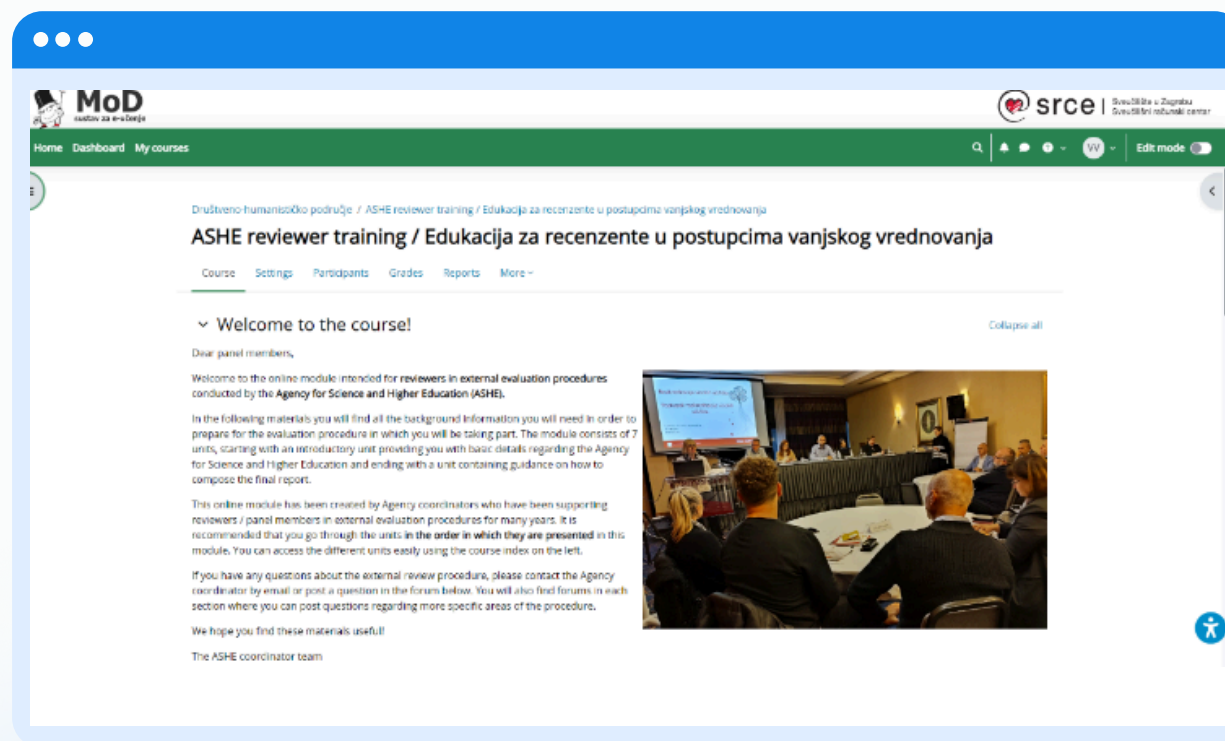 MoD
sustav za e-učenje
srce | Sveučilište u Zagrebu
Sveučilišni računski centar
Home Dashboard My courses
VV Edit mode
Društveno-humanističko područje / ASHE reviewer training / Edukacija za recenzente u postupcima vanjskog vrednovanja
ASHE reviewer training / Edukacija za recenzente u postupcima vanjskog vrednovanja
Course Settings Participants Grades Reports More
Welcome to the course!
Collapse all
Dear panel members,
Welcome to the online module intended for reviewers in external evaluation procedures
conducted by the Agency for Science and Higher Education (ASHE).
In the following materials you will find all the background information you will need in order to
prepare for the evaluation procedure in which you will be taking part. The module consists of 7
units, starting with an introductory unit providing you with basic details regarding the Agency
for Science and Higher Education and ending with a unit containing guidance on how to
compose the final report.
This online module has been created by Agency coordinators who have been supporting
reviewers / panel members in external evaluation procedures for many years. It is
recommended that you go through the units in the order in which they are presented in this
module. You can access the different units easily using the course index on the left.
If you have any questions about the external review procedure, please contact the Agency
coordinator by email or post a question in the forum below. You will also find forums in each
section where you can post questions regarding more specific areas of the procedure.
We hope you find these materials useful!
The ASHE coordinator team